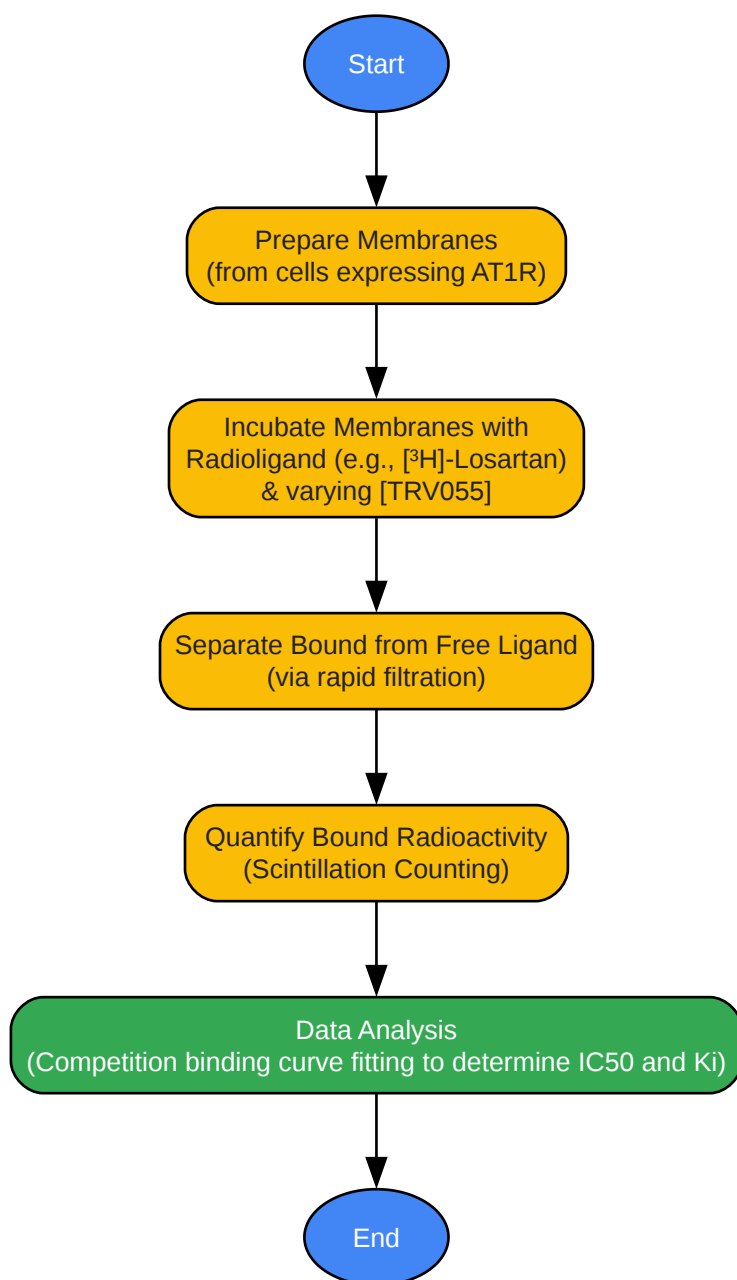 Start
Prepare Membranes
(from cells expressing AT1R)
Incubate Membranes with
Radioligand (e.g., [³H]-Losartan)
& varying [TRV055]
Separate Bound from Free Ligand
(via rapid filtration)
Quantify Bound Radioactivity
(Scintillation Counting)
Data Analysis
(Competition binding curve fitting to determine IC50 and Ki)
End